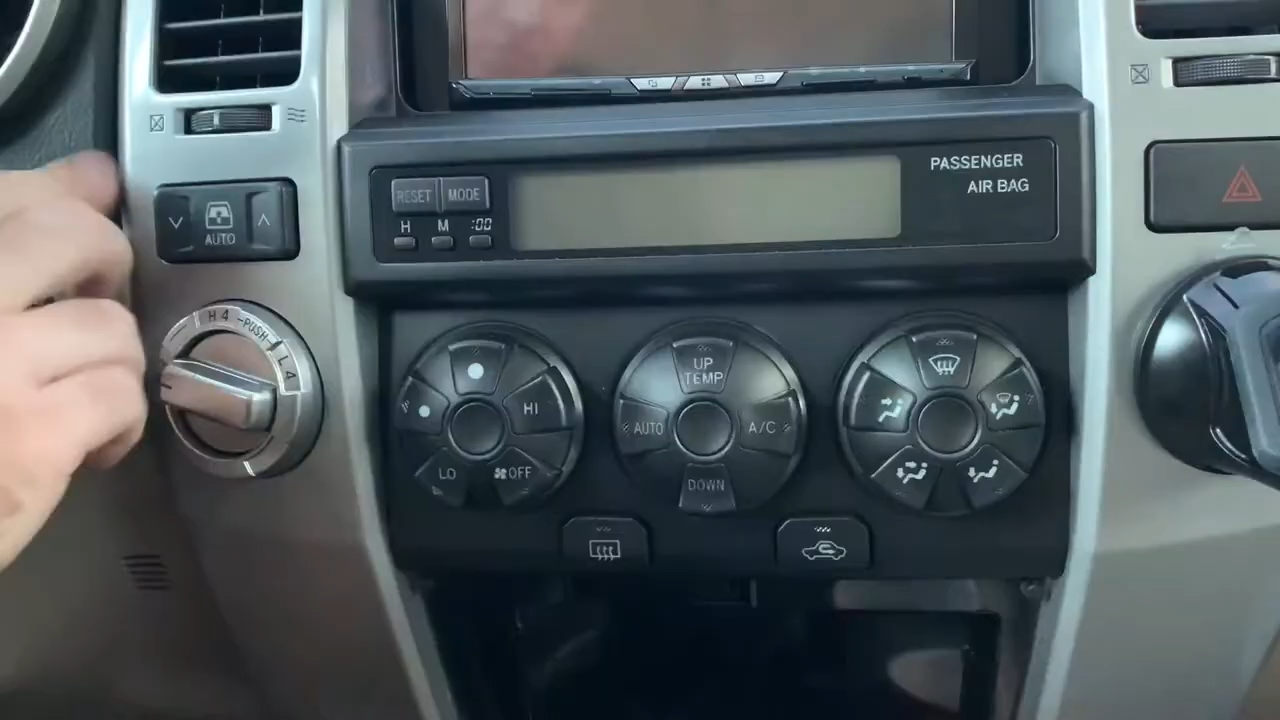 PASSENGER
AIR BAG
RESET
MODE
H
M
:00
AUTO
H4
-PUSH-
L4
HI
LO
OFF
UP
TEMP
AUTO
A/C
DOWN